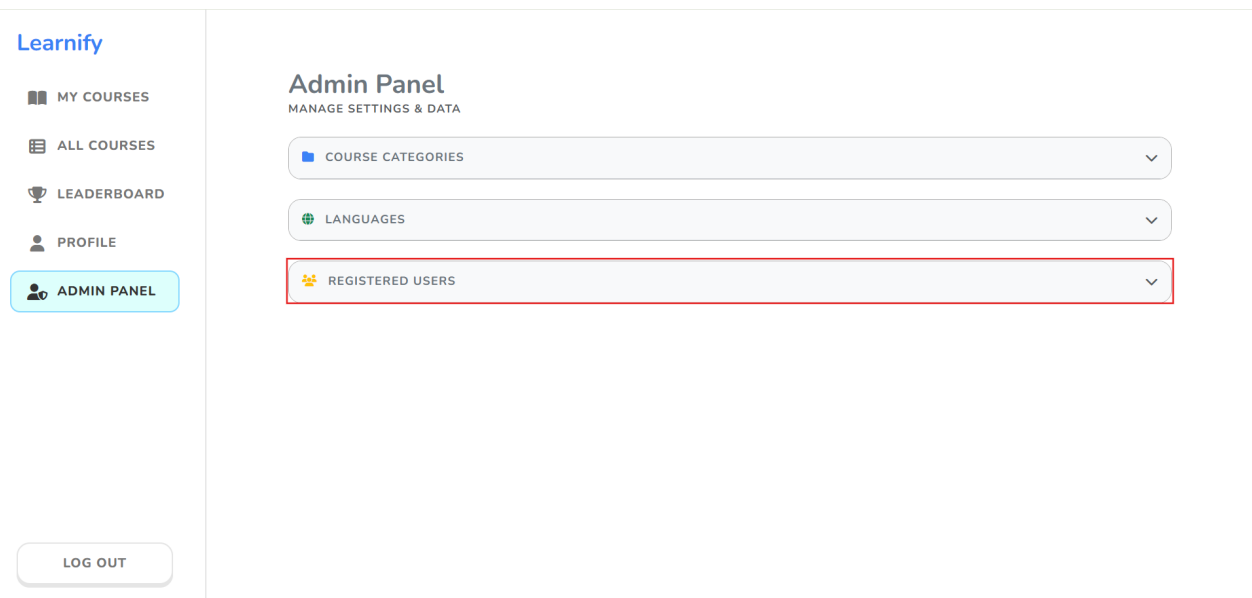 Learnify
MY COURSES
ALL COURSES
LEADERBOARD
PROFILE
ADMIN PANEL
LOG OUT
Admin Panel
MANAGE SETTINGS & DATA
COURSE CATEGORIES
LANGUAGES
REGISTERED USERS